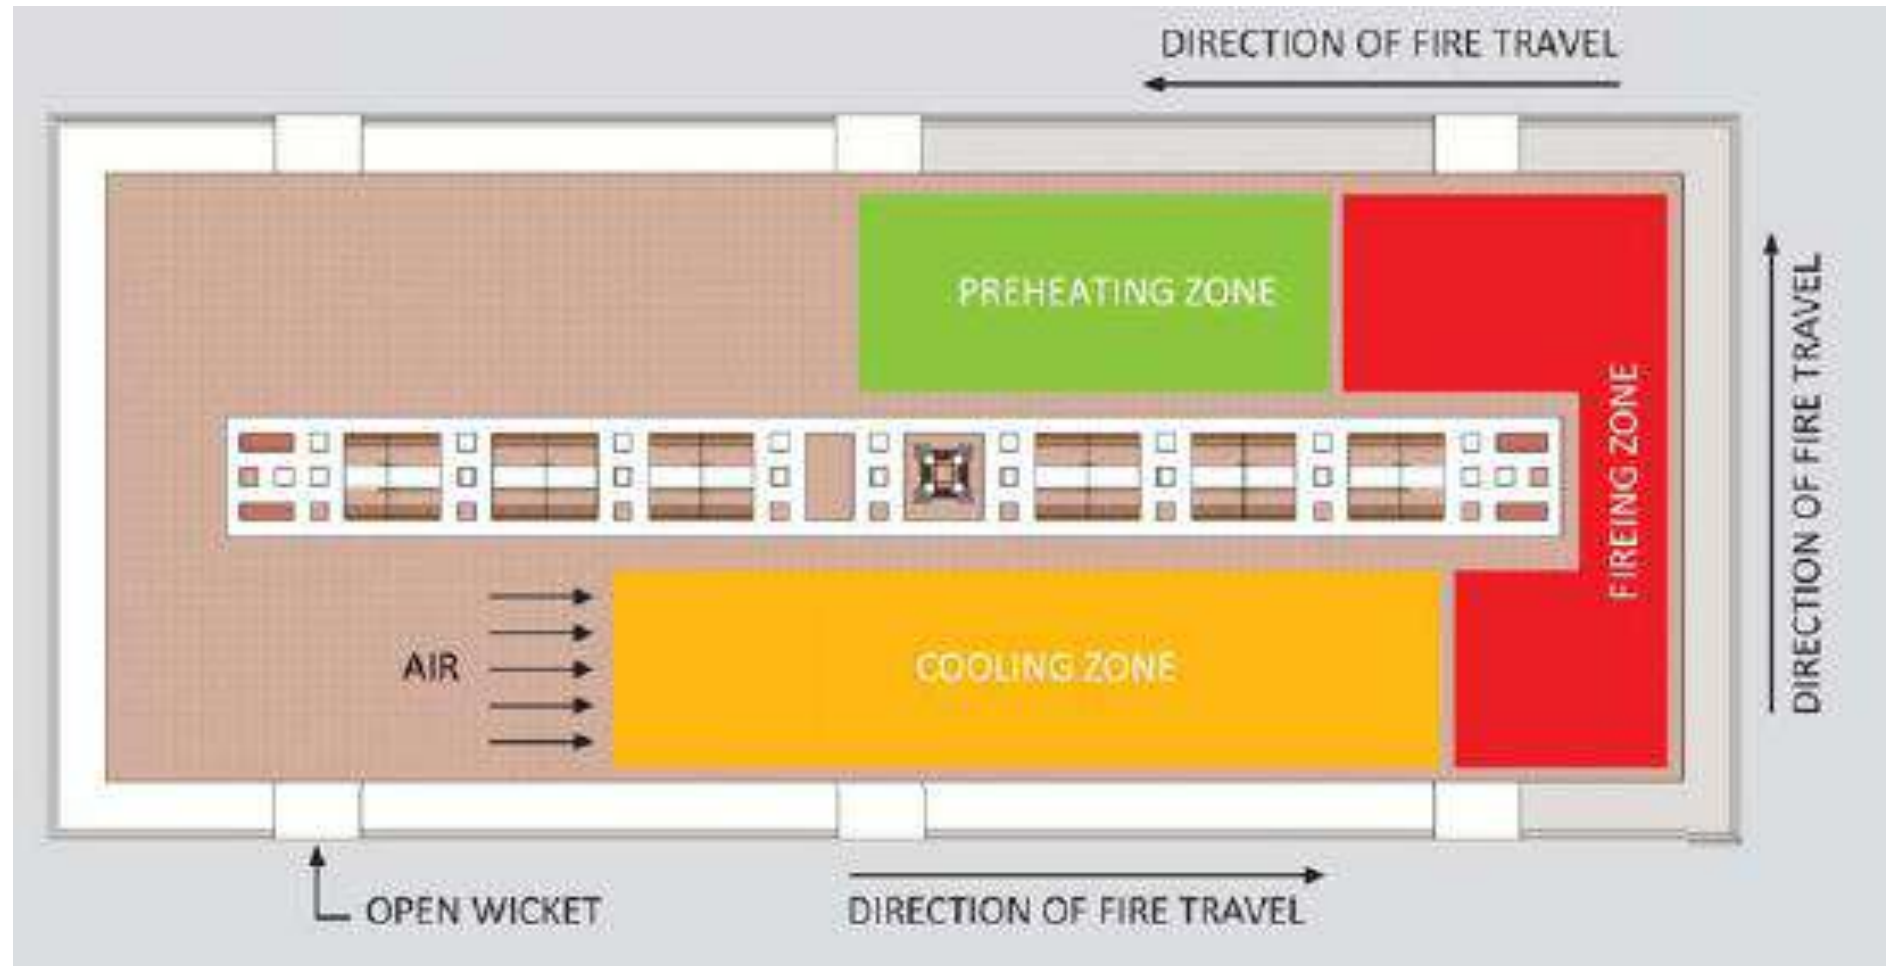 DIRECTION OF FIRE TRAVEL
PREHEATING ZONE
FIREING ZONE
DIRECTION OF FIRE TRAVEL
AIR
COOLING ZONE
OPEN WICKET
DIRECTION OF FIRE TRAVEL